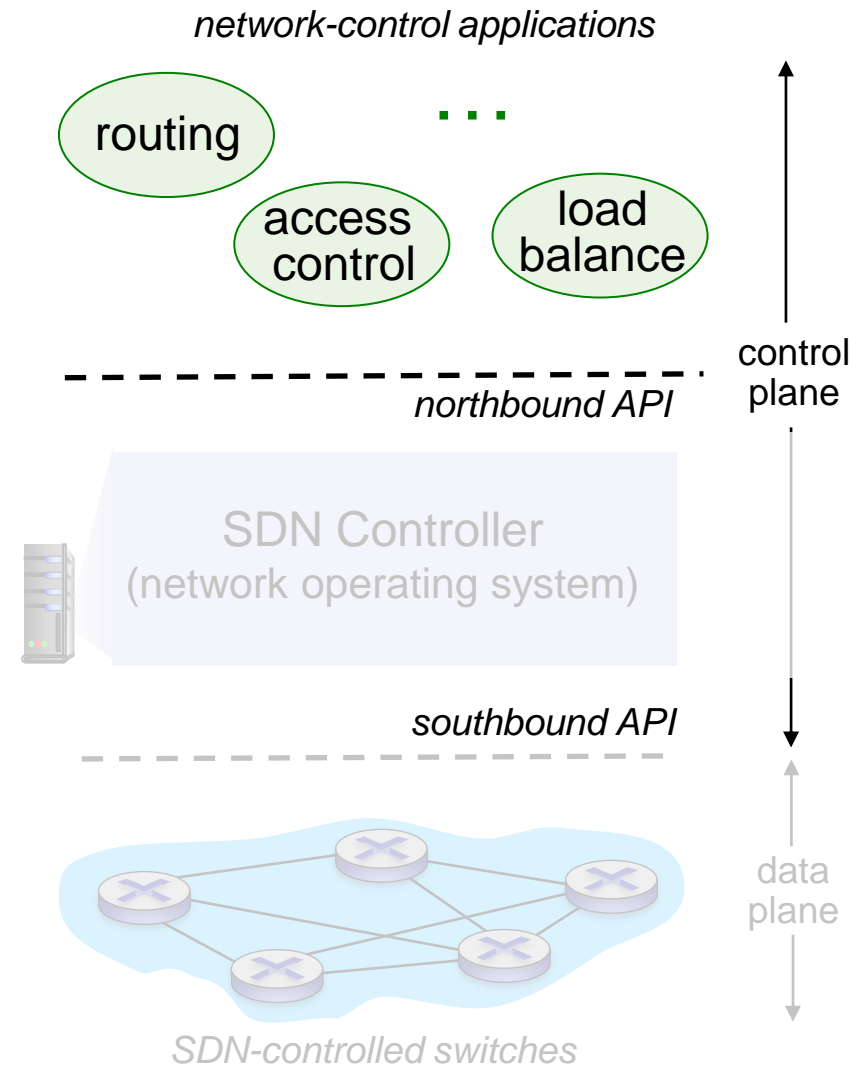 network-control applications
routing
...
access
control
load
balance
control
plane
northbound API
SDN Controller
(network operating system)
southbound API
data
plane
SDN-controlled switches